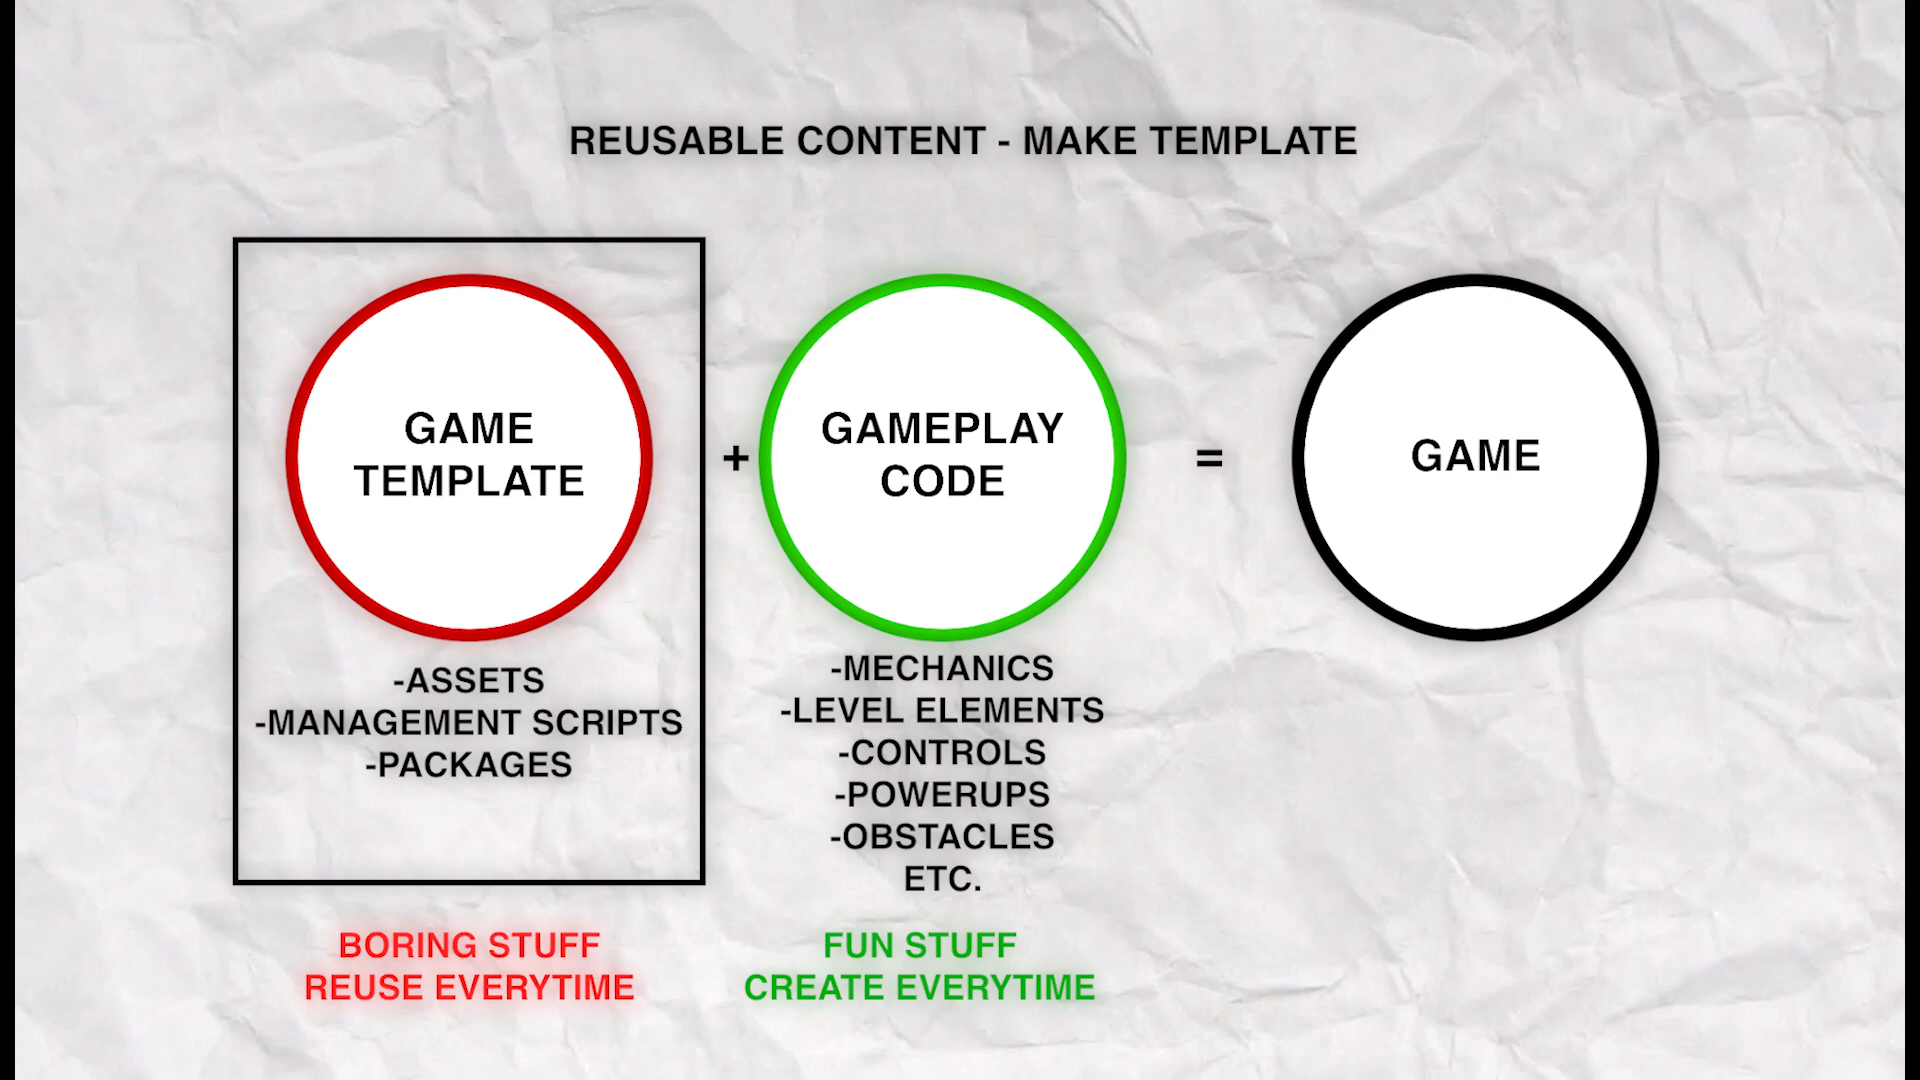 REUSABLE CONTENT - MAKE TEMPLATE
GAME
TEMPLATE
+
GAMEPLAY
CODE
=
GAME
-ASSETS
-MANAGEMENT SCRIPTS
-PACKAGES
-MECHANICS
-LEVEL ELEMENTS
-CONTROLS
-POWERUPS
-OBSTACLES
ETC.
BORING STUFF
REUSE EVERYTIME
FUN STUFF
CREATE EVERYTIME